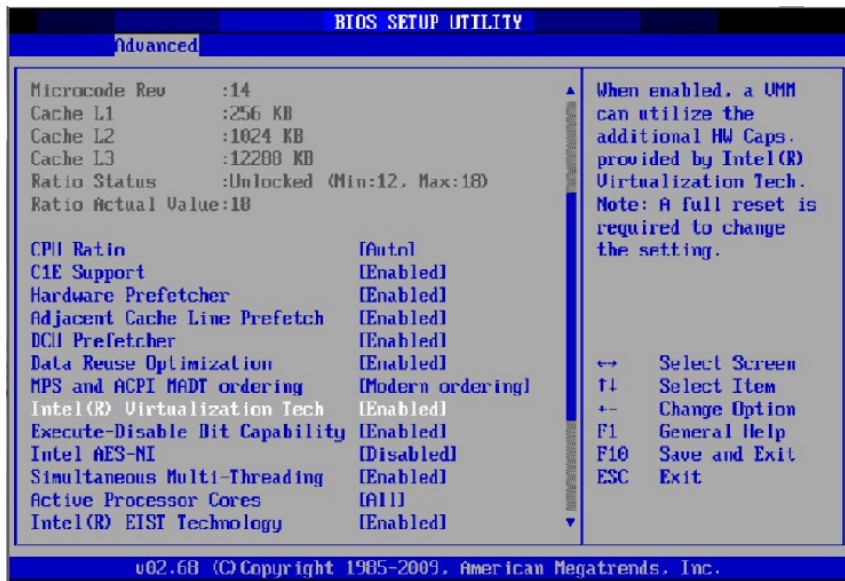 BIOS SETUP UTILITY
Advanced
Microcode Rev :14
Cache L1 :256 KB
Cache L2 :1024 KB
Cache L3 :12288 KB
Ratio Status :Unlocked (Min:12, Max:18)
Ratio Actual Value:18
CPU Ratio [Auto]
C1E Support [Enabled]
Hardware Prefetcher [Enabled]
Adjacent Cache Line Prefetch [Enabled]
DCU Prefetcher [Enabled]
Data Reuse Optimization [Enabled]
MPS and ACPI MADT ordering [Modern ordering]
Intel(R) Virtualization Tech [Enabled]
Execute-Disable Bit Capability [Enabled]
Intel AES-NI [Disabled]
Simultaneous Multi-Threading [Enabled]
Active Processor Cores [All]
Intel(R) EIST Technology [Enabled]
When enabled, a VMM
can utilize the
additional HW Caps.
provided by Intel(R)
Virtualization Tech.
Note: A full reset is
required to change
the setting.
↔ Select Screen
↑↓ Select Item
+- Change Option
F1 General Help
F10 Save and Exit
ESC Exit
v02.68 (C)Copyright 1985-2009, American Megatrends, Inc.